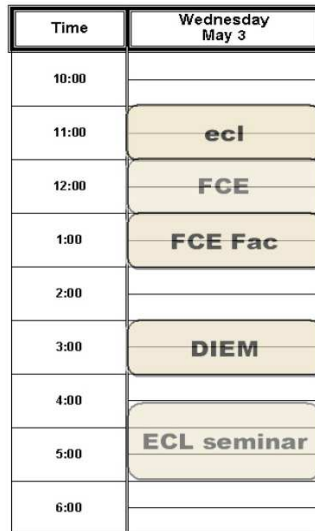 Time
Wednesday
May 3
10:00
11:00
ecl
12:00
FCE
1:00
FCE Fac
2:00
3:00
DIEM
4:00
ECL seminar
5:00
6:00